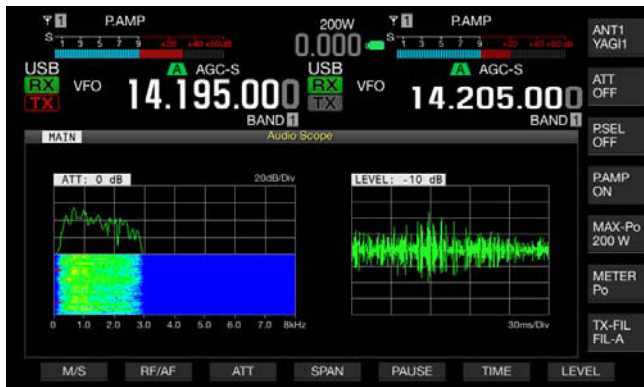 1 P.AMP 200W 1 P.AMP
S 1 3 5 7 9 +20 +40 +60dB 0.000 S 1 3 5 7 9 +20 +40 +60dB
USB A AGC-S USB A AGC-S
RX VFO 14.195.000 RX VFO 14.205.000
TX TX
BAND 1 BAND 1
MAIN Audio Scope
ATT: 0 dB 20dB/Div LEVEL: -10 dB
0 1.0 2.0 3.0 4.0 5.0 6.0 7.0 8kHz 30ms/Div
ANT1
YAGI1
ATT
OFF
P.SEL
OFF
P.AMP
ON
MAX-Po
200 W
METER
Po
TX-FIL
FIL-A
M/S RF/AF ATT SPAN PAUSE TIME LEVEL